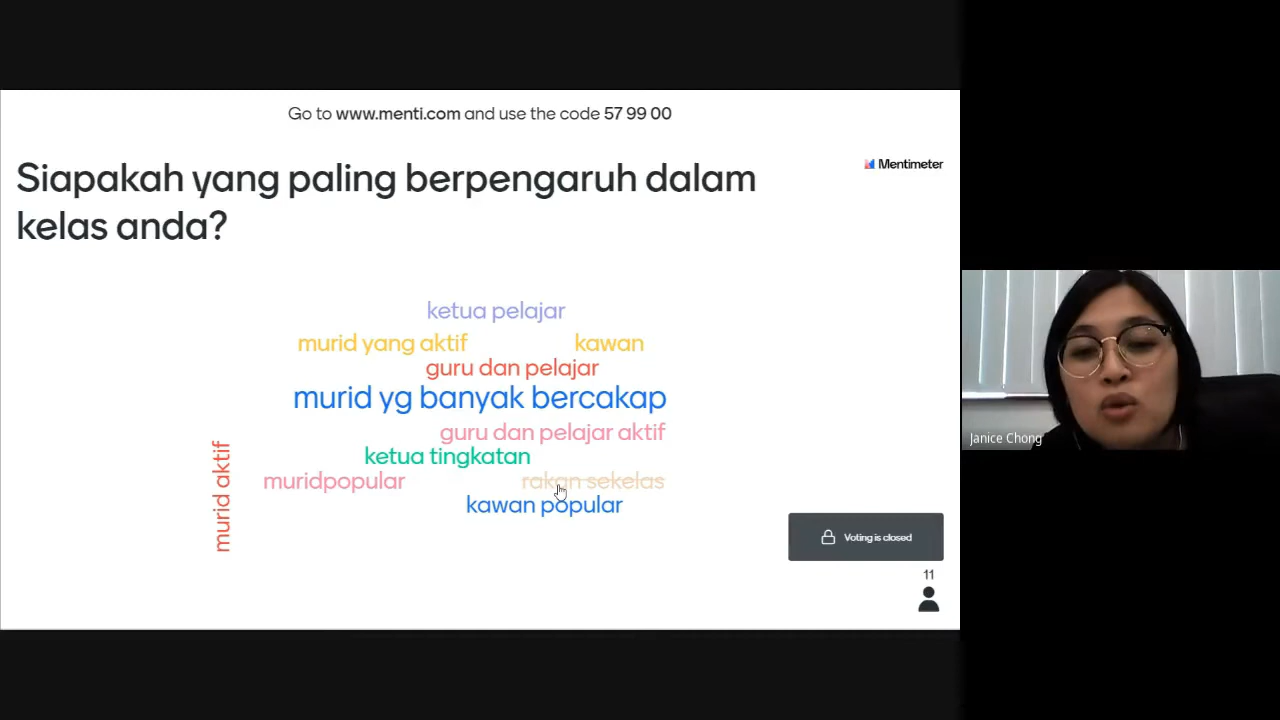 Go to www.menti.com and use the code 57 99 00
Mentimeter
Siapakah yang paling berpengaruh dalam
kelas anda?
ketua pelajar
murid yang aktif
kawan
guru dan pelajar
murid yg banyak bercakap
guru dan pelajar aktif
ketua tingkatan
murid aktif
muridpopular
rakan sekelas
kawan popular
Voting is closed
11
Janice Chong